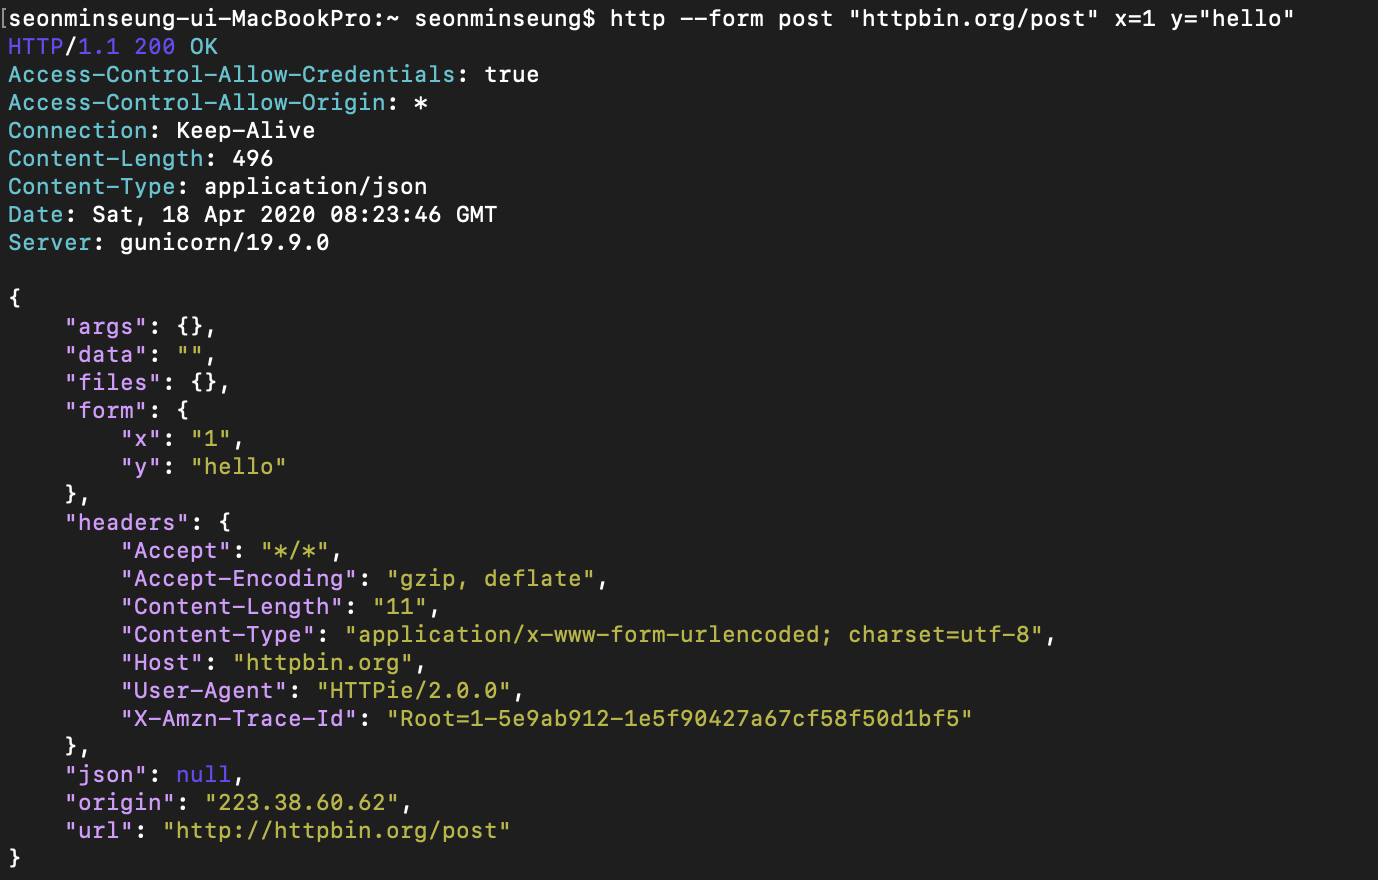 [seonminseung-ui-MacBookPro:~ seonminseung$ http --form post "httpbin.org/post" x=1 y="hello"
HTTP/1.1 200 OK
Access-Control-Allow-Credentials: true
Access-Control-Allow-Origin: *
Connection: Keep-Alive
Content-Length: 496
Content-Type: application/json
Date: Sat, 18 Apr 2020 08:23:46 GMT
Server: gunicorn/19.9.0

{
    "args": {},
    "data": "",
    "files": {},
    "form": {
        "x": "1",
        "y": "hello"
    },
    "headers": {
        "Accept": "*/*",
        "Accept-Encoding": "gzip, deflate",
        "Content-Length": "11",
        "Content-Type": "application/x-www-form-urlencoded; charset=utf-8",
        "Host": "httpbin.org",
        "User-Agent": "HTTPie/2.0.0",
        "X-Amzn-Trace-Id": "Root=1-5e9ab912-1e5f90427a67cf58f50d1bf5"
    },
    "json": null,
    "origin": "223.38.60.62",
    "url": "http://httpbin.org/post"
}